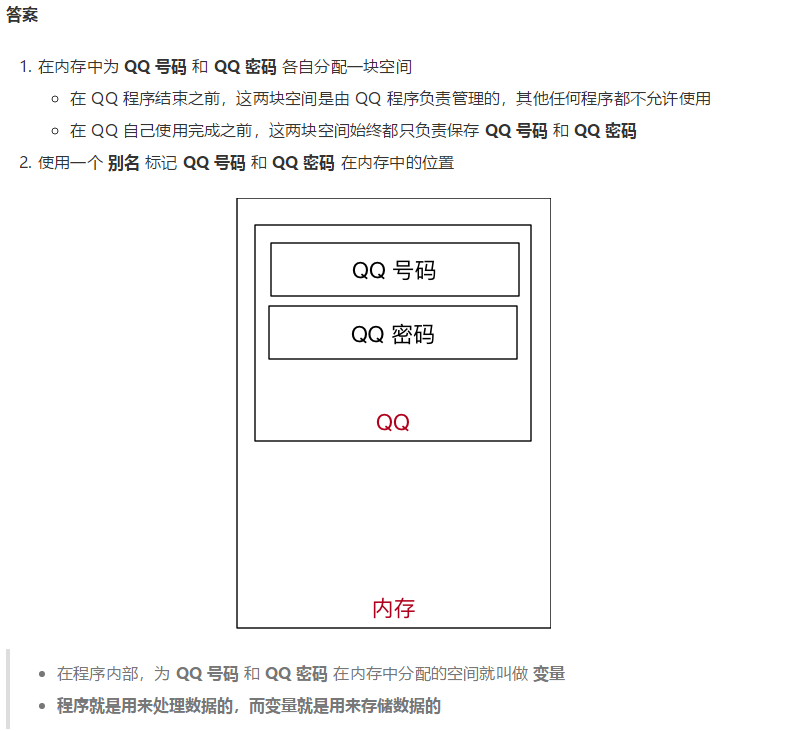 答案
1. 在内存中为 QQ 号码 和 QQ 密码 各自分配一块空间
在 QQ 程序结束之前，这两块空间是由 QQ 程序负责管理的，其他任何程序都不允许使用
在 QQ 自己使用完成之前，这两块空间始终都只负责保存 QQ 号码 和 QQ 密码
2. 使用一个 别名 标记 QQ 号码 和 QQ 密码 在内存中的位置
QQ 号码
QQ 密码
QQ
内存
在程序内部，为 QQ 号码 和 QQ 密码 在内存中分配的空间就叫做 变量
程序就是用来处理数据的，而变量就是用来存储数据的